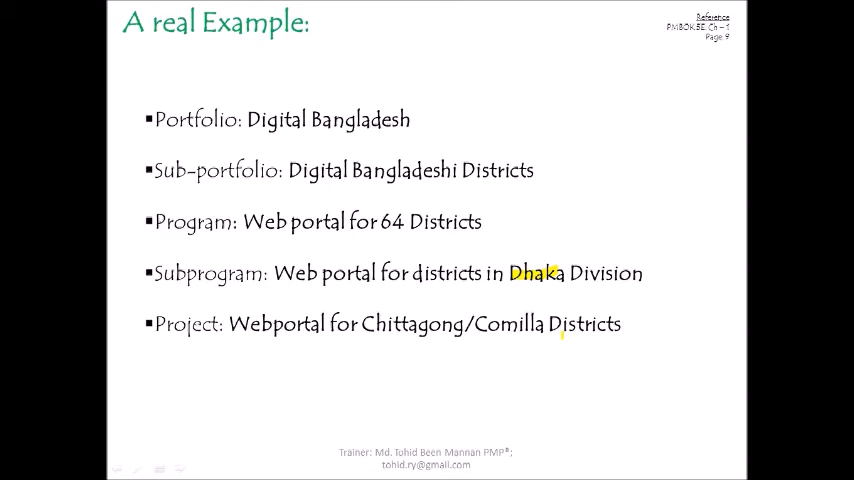 A real Example:
Reference
PMBOK.5E. Ch – 1
Page. 9
▪Portfolio: Digital Bangladesh
▪Sub-portfolio: Digital Bangladeshi Districts
▪Program: Web portal for 64 Districts
▪Subprogram: Web portal for districts in Dhaka Division
▪Project: Webportal for Chittagong/Comilla Districts
Trainer: Md. Tohid Been Mannan PMP®;
tohid.ry@gmail.com